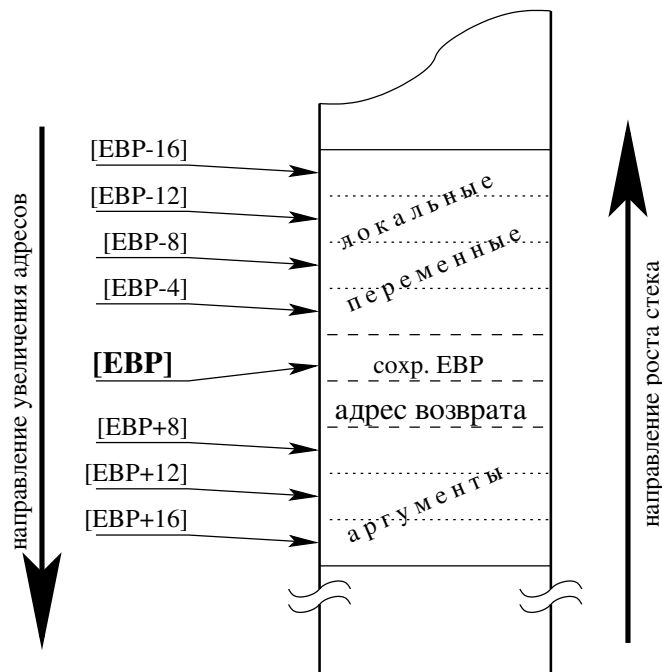 направление увеличения адресов
[EBP-16]
[EBP-12]
[EBP-8]
[EBP-4]
[EBP]
[EBP+8]
[EBP+12]
[EBP+16]
локальные
переменные
сохр. EBP
адрес возврата
аргументы
направление роста стека